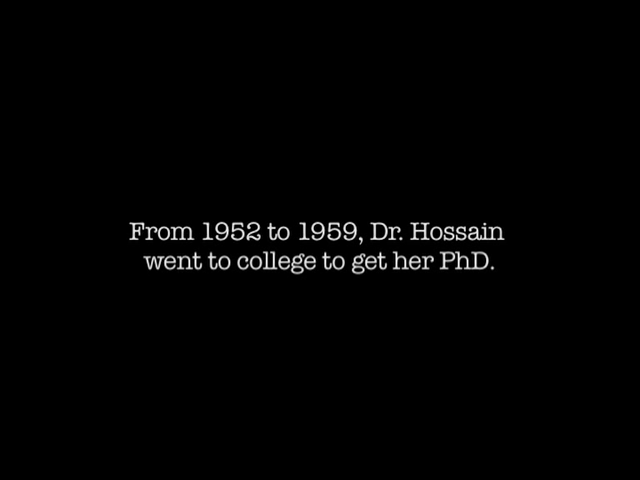 From 1952 to 1959, Dr. Hossain
went to college to get her PhD.